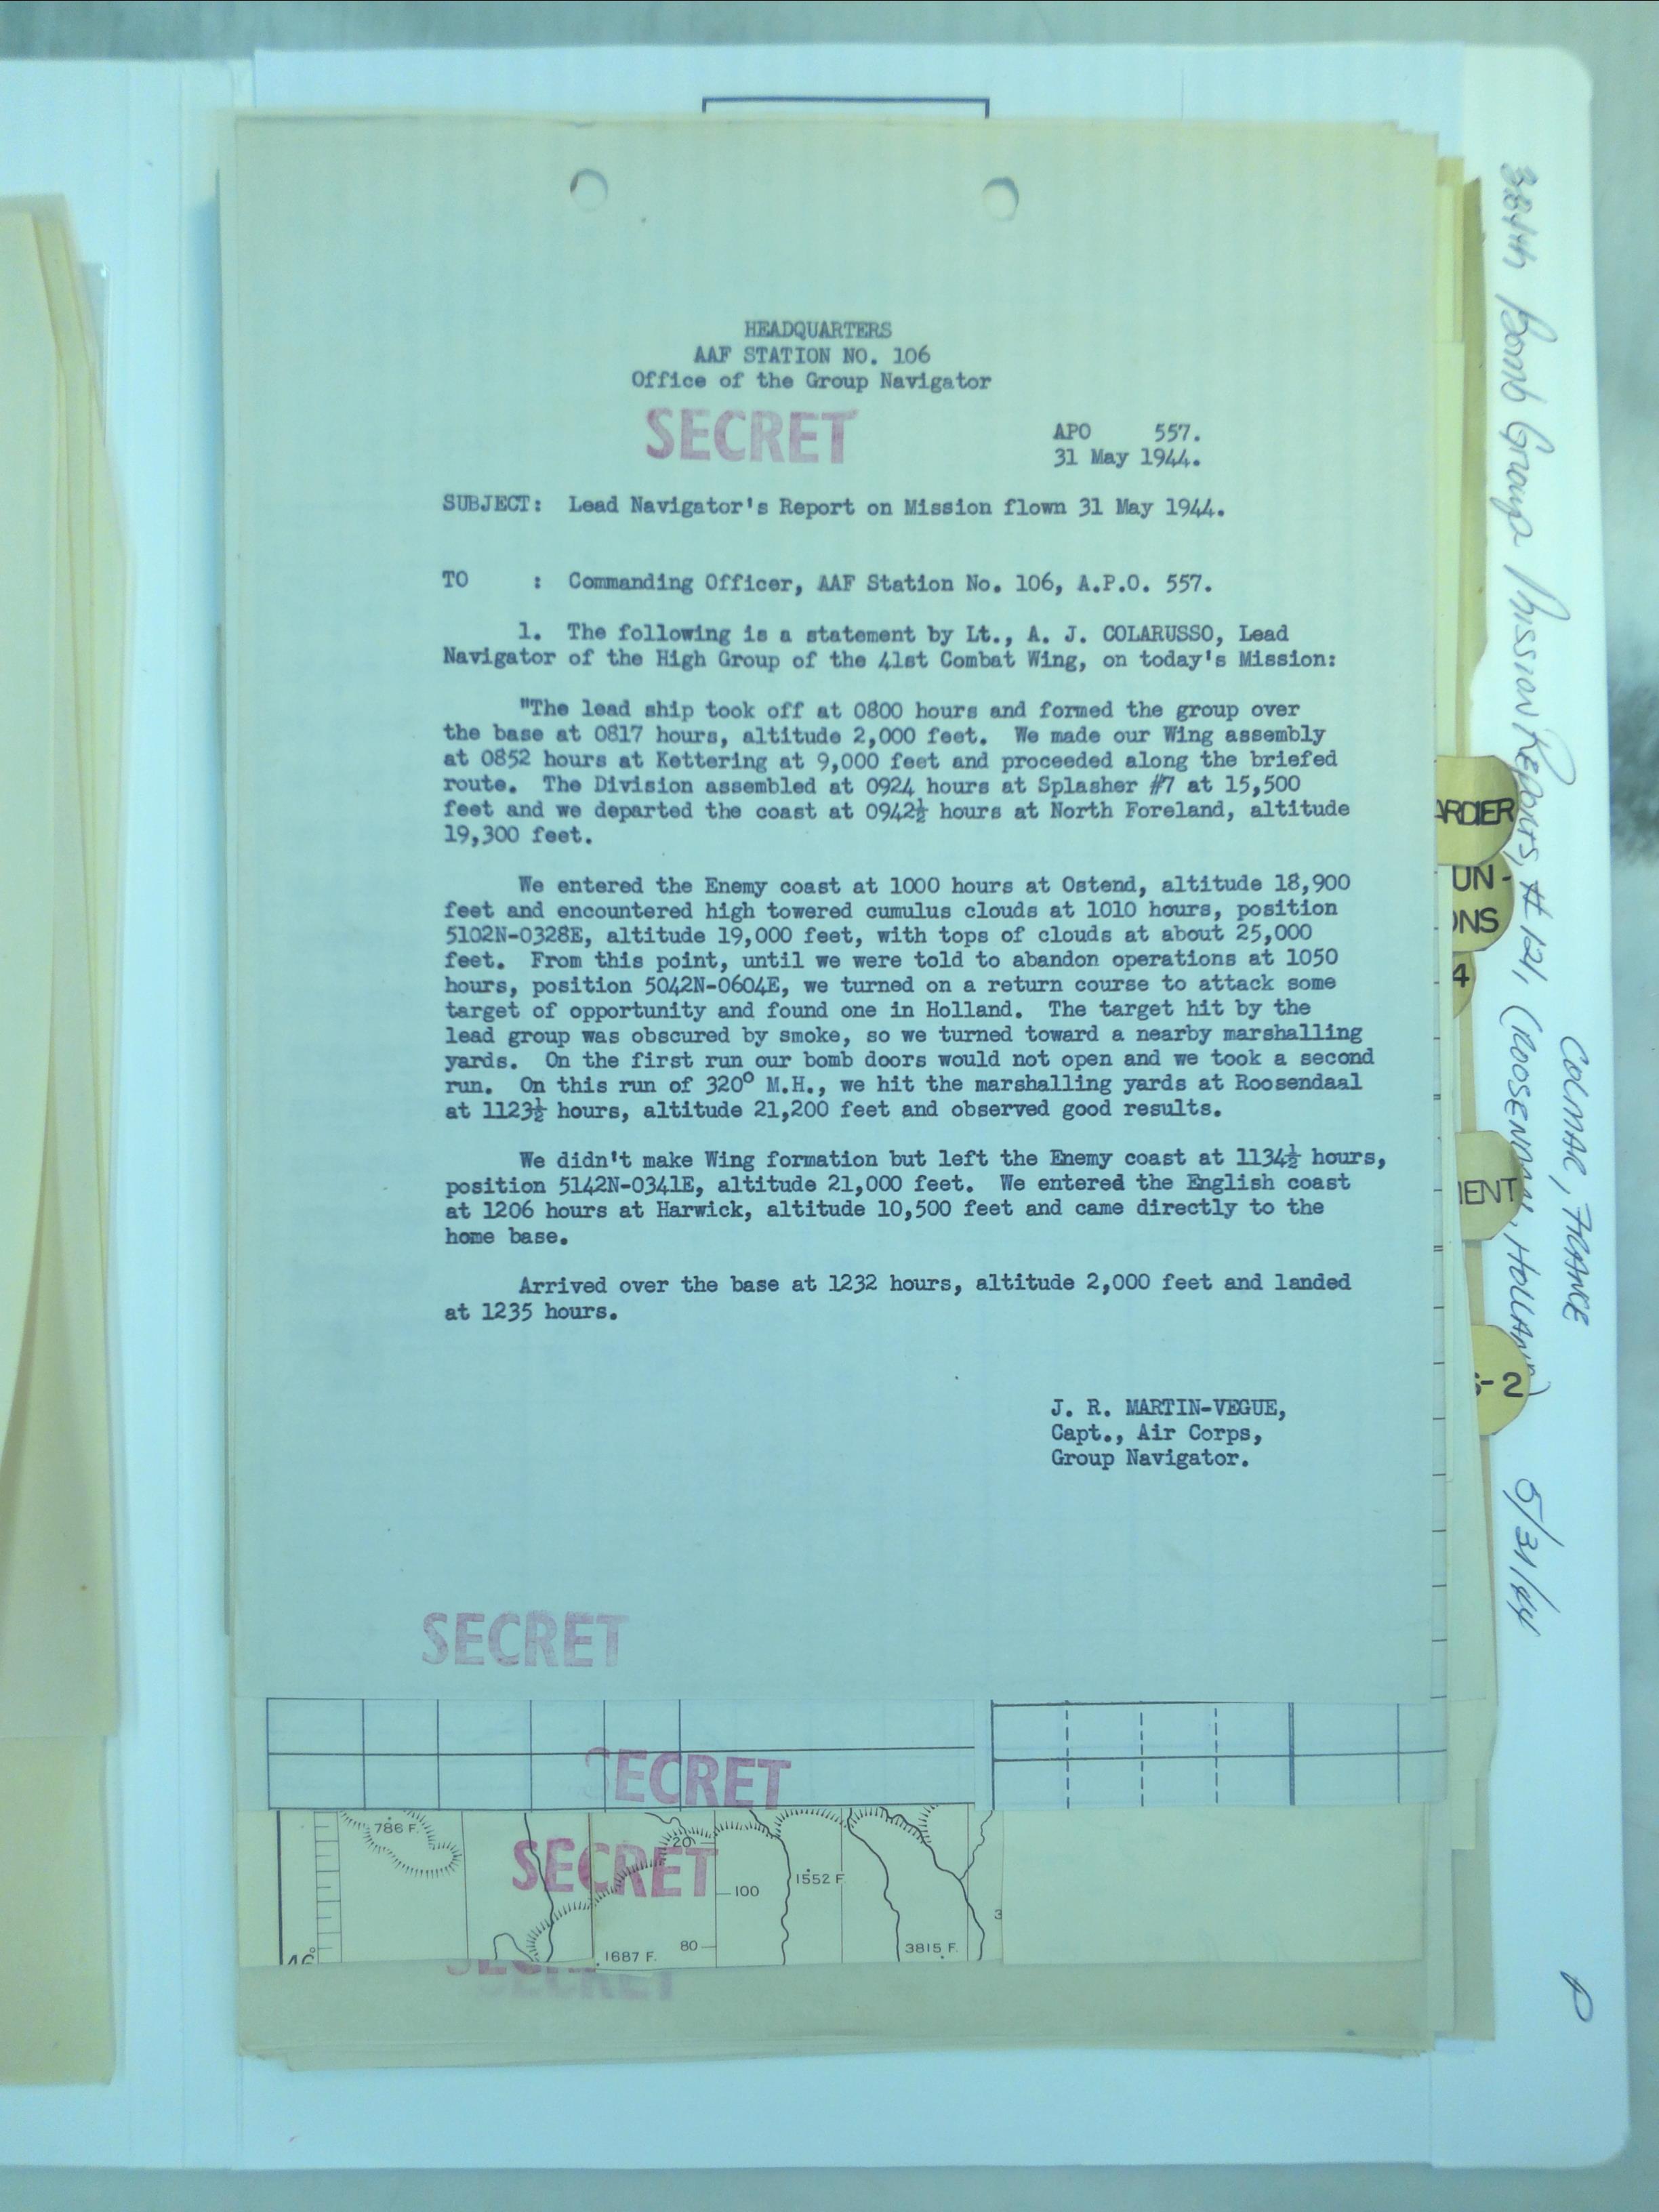 HEADQUARTERS
AAF STATION NO. 106
Office of the Group Navigator
SECRET
APO 557.
31 May 1944.
SUBJECT: Lead Navigator's Report on Mission flown 31 May 1944.
TO : Commanding Officer, AAF Station No. 106, A.P.O. 557.
1. The following is a statement by Lt., A. J. COLARUSSO, Lead
Navigator of the High Group of the 41st Combat Wing, on today's Mission:
"The lead ship took off at 0800 hours and formed the group over
the base at 0817 hours, altitude 2,000 feet. We made our Wing assembly
at 0852 hours at Kettering at 9,000 feet and proceeded along the briefed
route. The Division assembled at 0924 hours at Splasher #7 at 15,500
feet and we departed the coast at 0942½ hours at North Foreland, altitude
19,300 feet.
We entered the Enemy coast at 1000 hours at Ostend, altitude 18,900
feet and encountered high towered cumulus clouds at 1010 hours, position
5102N-0328E, altitude 19,000 feet, with tops of clouds at about 25,000
feet. From this point, until we were told to abandon operations at 1050
hours, position 5042N-0604E, we turned on a return course to attack some
target of opportunity and found one in Holland. The target hit by the
lead group was obscured by smoke, so we turned toward a nearby marshalling
yards. On the first run our bomb doors would not open and we took a second
run. On this run of 320° M.H., we hit the marshalling yards at Roosendaal
at 1123½ hours, altitude 21,200 feet and observed good results.
We didn't make Wing formation but left the Enemy coast at 1134½ hours,
position 5142N-0341E, altitude 21,000 feet. We entered the English coast
at 1206 hours at Harwick, altitude 10,500 feet and came directly to the
home base.
Arrived over the base at 1232 hours, altitude 2,000 feet and landed
at 1235 hours.
J. R. MARTIN-VEGUE,
Capt., Air Corps,
Group Navigator.
SECRET
SECRET
SECRET
786 F.
20
100
1552 F.
80
1687 F.
3815 F.
3
46°
SECRET
ARDIER
UN-
ONS
4
IENT
S-2
384th Bomb Group Mission Reports, #121, (ROOSENDAAL, HOLLAND) 5/31/44
COLMAR, FRANCE
P